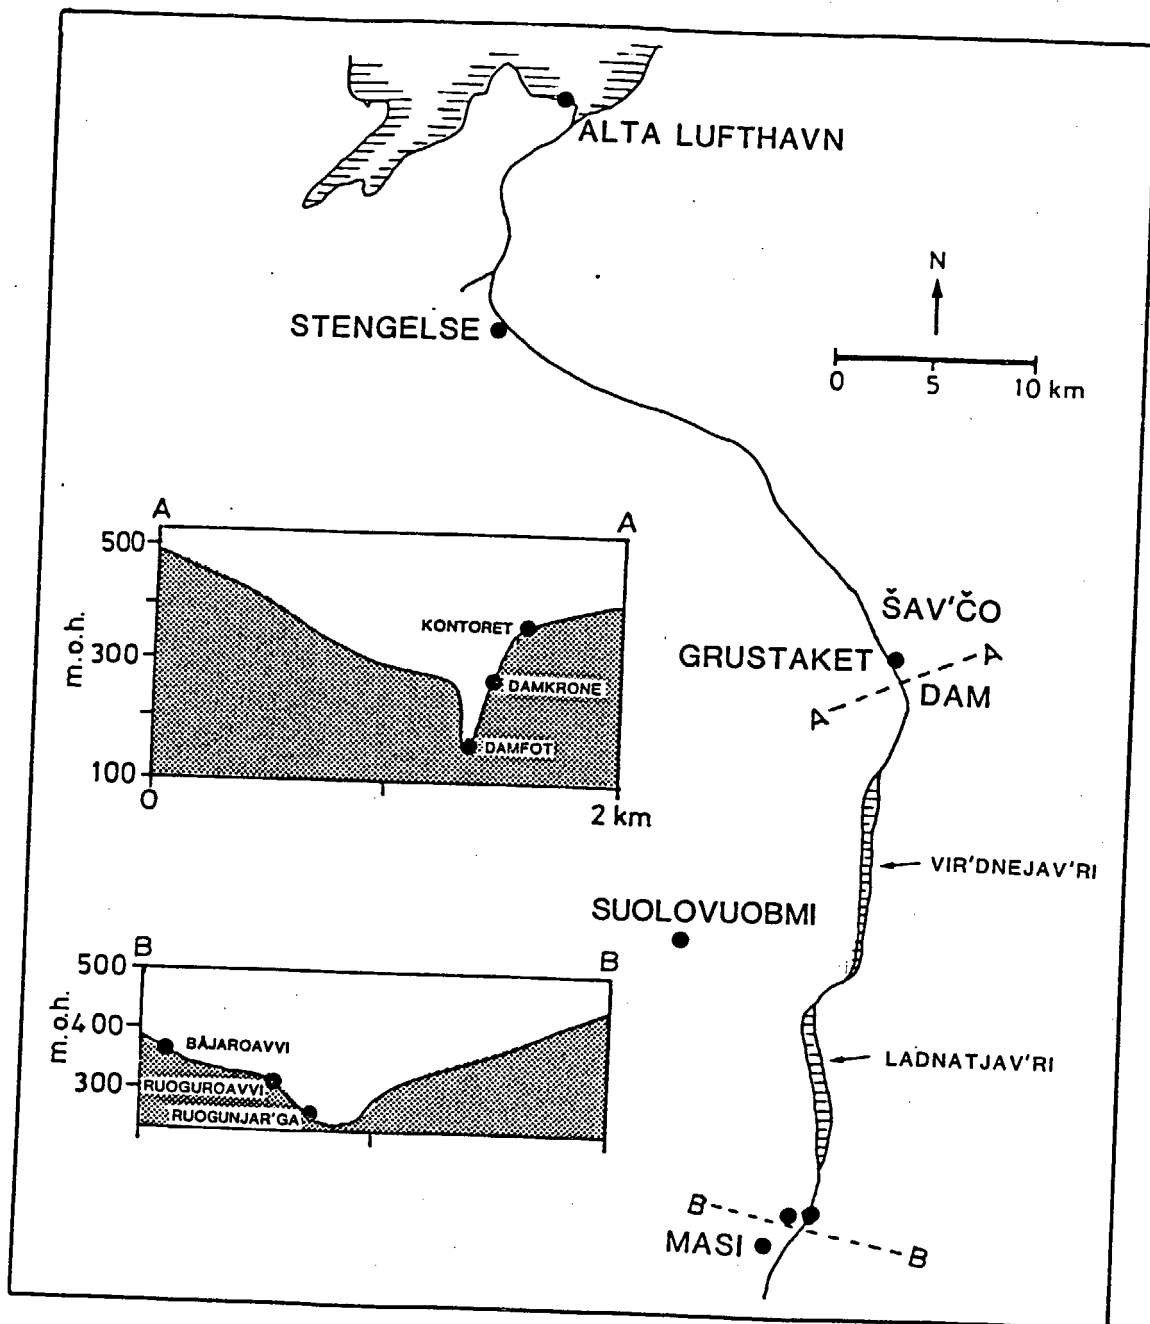 ALTA LUFTHAVN
N
STENGELSE
0 5 10 km
A A
500
300
100
m.o.h.
KONTORET
DAMKRONE
DAMFOT
0 2 km
ŠAV'ČO
GRUSTAKET
A
DAM
A
VIR'DNEJAV'RI
SUOLOVUOBMI
B B
500
400
300
m.o.h.
BÅJAROAVVI
RUOGUROAVVI
RUOGUNJAR'GA
LADNATJAV'RI
B
MASI
B